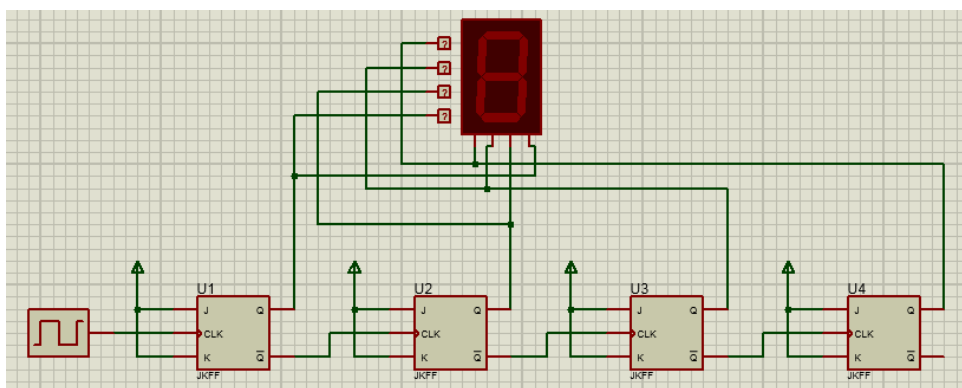 ?
?
?
?
U1 U2 U3 U4
J Q J Q J Q J Q
CLK CLK CLK CLK
K Q K Q K Q K Q
JKFF JKFF JKFF JKFF